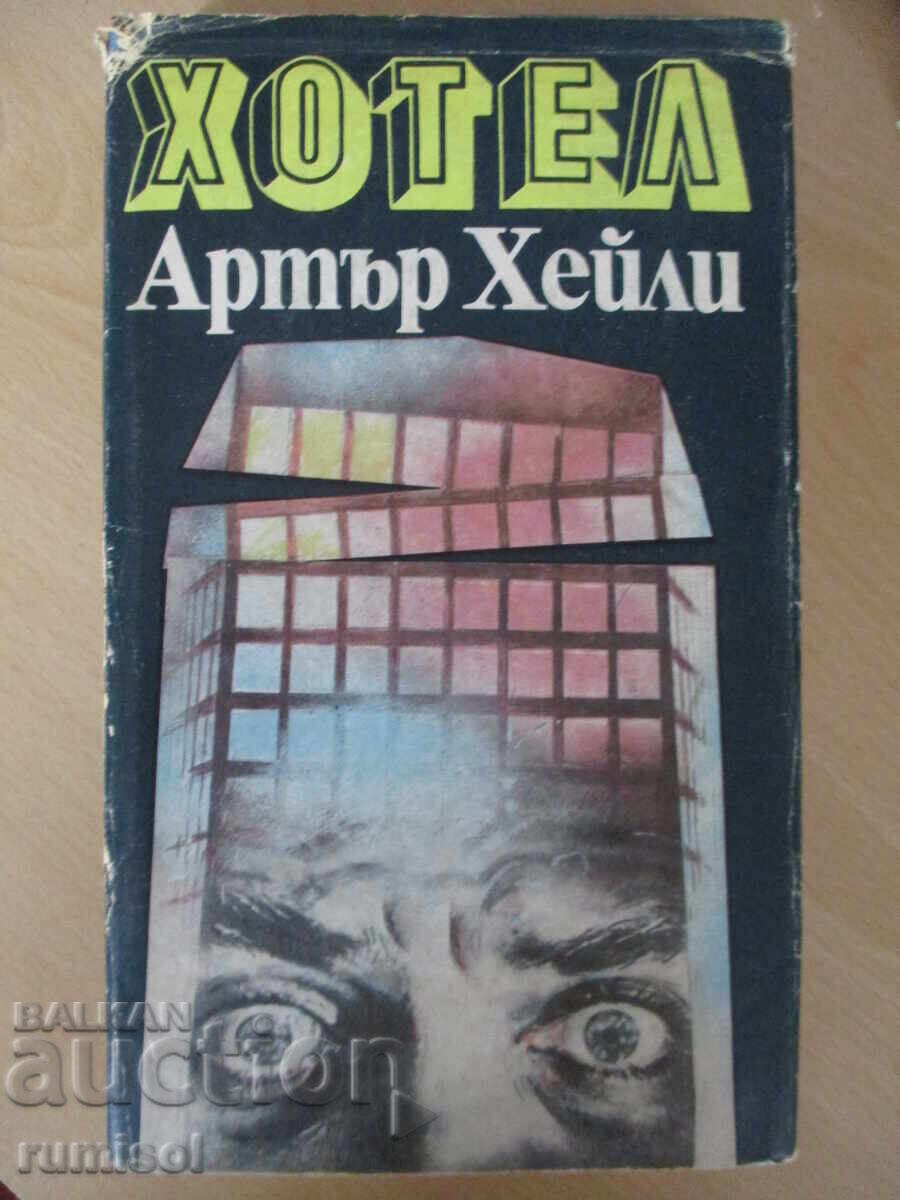 ХОТЕЛ
Артър Хейли
BALKAN
auction
rumisol